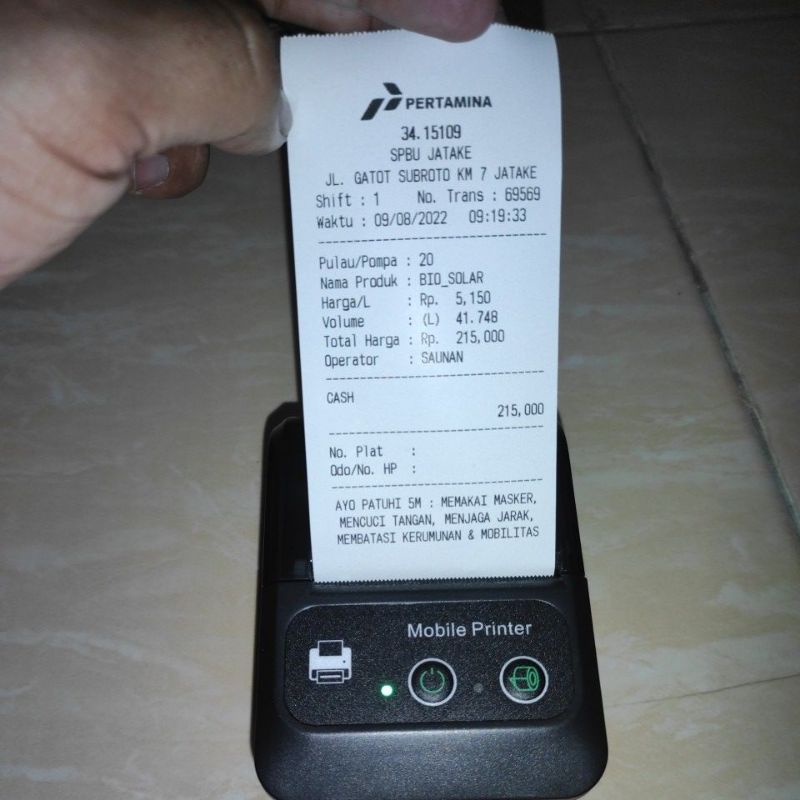 PERTAMINA
34.15109
SPBU JATAKE
JL. GATOT SUBROTO KM 7 JATAKE
Shift : 1 No. Trans : 69569
Waktu : 09/08/2022 09:19:33
Pulau/Pompa : 20
Nama Produk : BIO_SOLAR
Harga/L : Rp. 5,150
Volume : (L) 41.748
Total Harga : Rp. 215,000
Operator : SAUNAN
CASH
215,000
No. Plat :
Odo/No. HP :
AYO PATUHI 5M : MEMAKAI MASKER,
MENCUCI TANGAN, MENJAGA JARAK,
MEMBATASI KERUMUNAN & MOBILITAS
Mobile Printer